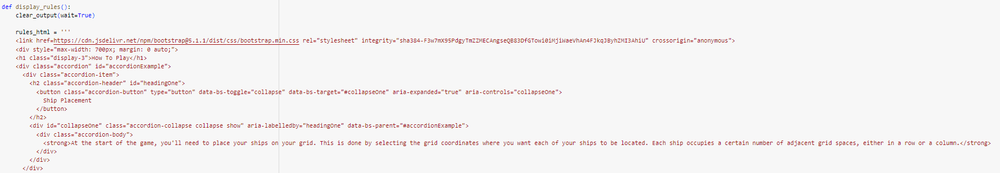 def display_rules():
    clear_output(wait=True)

    rules_html = '''
    <link href=https://cdn.jsdelivr.net/npm/bootstrap@5.1.1/dist/css/bootstrap.min.css rel="stylesheet" integrity="sha384-F3w7mX95PdgyTmZZMECAngseQB83DfGTowi0iMjiWaeVhAn4FJkqJByhZMI3AhiU" crossorigin="anonymous">
    <div style="max-width: 700px; margin: 0 auto;">
    <h1 class="display-3">How To Play</h1>
    <div class="accordion" id="accordionExample">
      <div class="accordion-item">
        <h2 class="accordion-header" id="headingOne">
          <button class="accordion-button" type="button" data-bs-toggle="collapse" data-bs-target="#collapseOne" aria-expanded="true" aria-controls="collapseOne">
            Ship Placement
          </button>
        </h2>
        <div id="collapseOne" class="accordion-collapse collapse show" aria-labelledby="headingOne" data-bs-parent="#accordionExample">
          <div class="accordion-body">
            <strong>At the start of the game, you'll need to place your ships on your grid. This is done by selecting the grid coordinates where you want each of your ships to be located. Each ship occupies a certain number of adjacent grid spaces, either in a row or a column.</strong>
          </div>
        </div>
      </div>